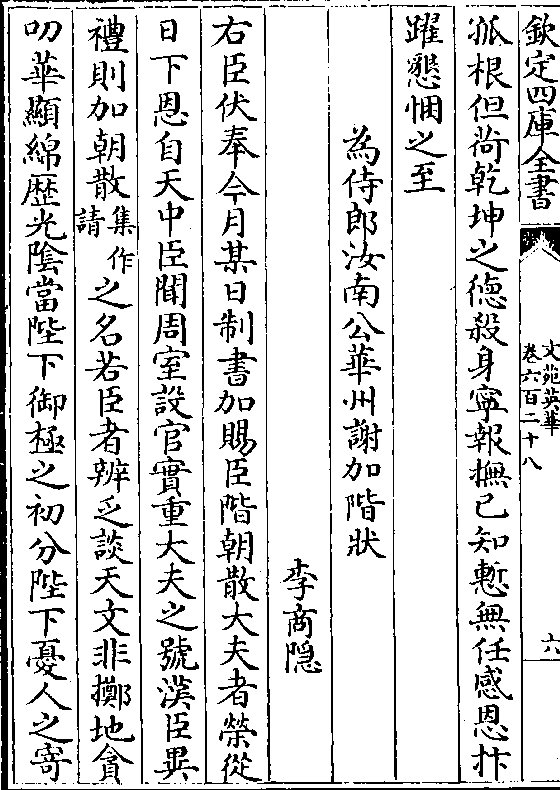 欽定四庫全書
文苑英華
卷六百二十八
六
孤根但荷乾坤之德殺身寧報撫己知慙無任感恩抃
躍懇悃之至
為侍郎汝南公華州謝加階狀
李商隱
右臣伏奉今月某日制書加賜臣階朝散大夫者榮從
日下恩自天中臣聞周室設官實重大夫之號漢臣異
禮則加朝散集作請之名若臣者辨乏談天文非擲地貪
叨華顯綿歴光陰當陛下御極之初分陛下憂人之寄